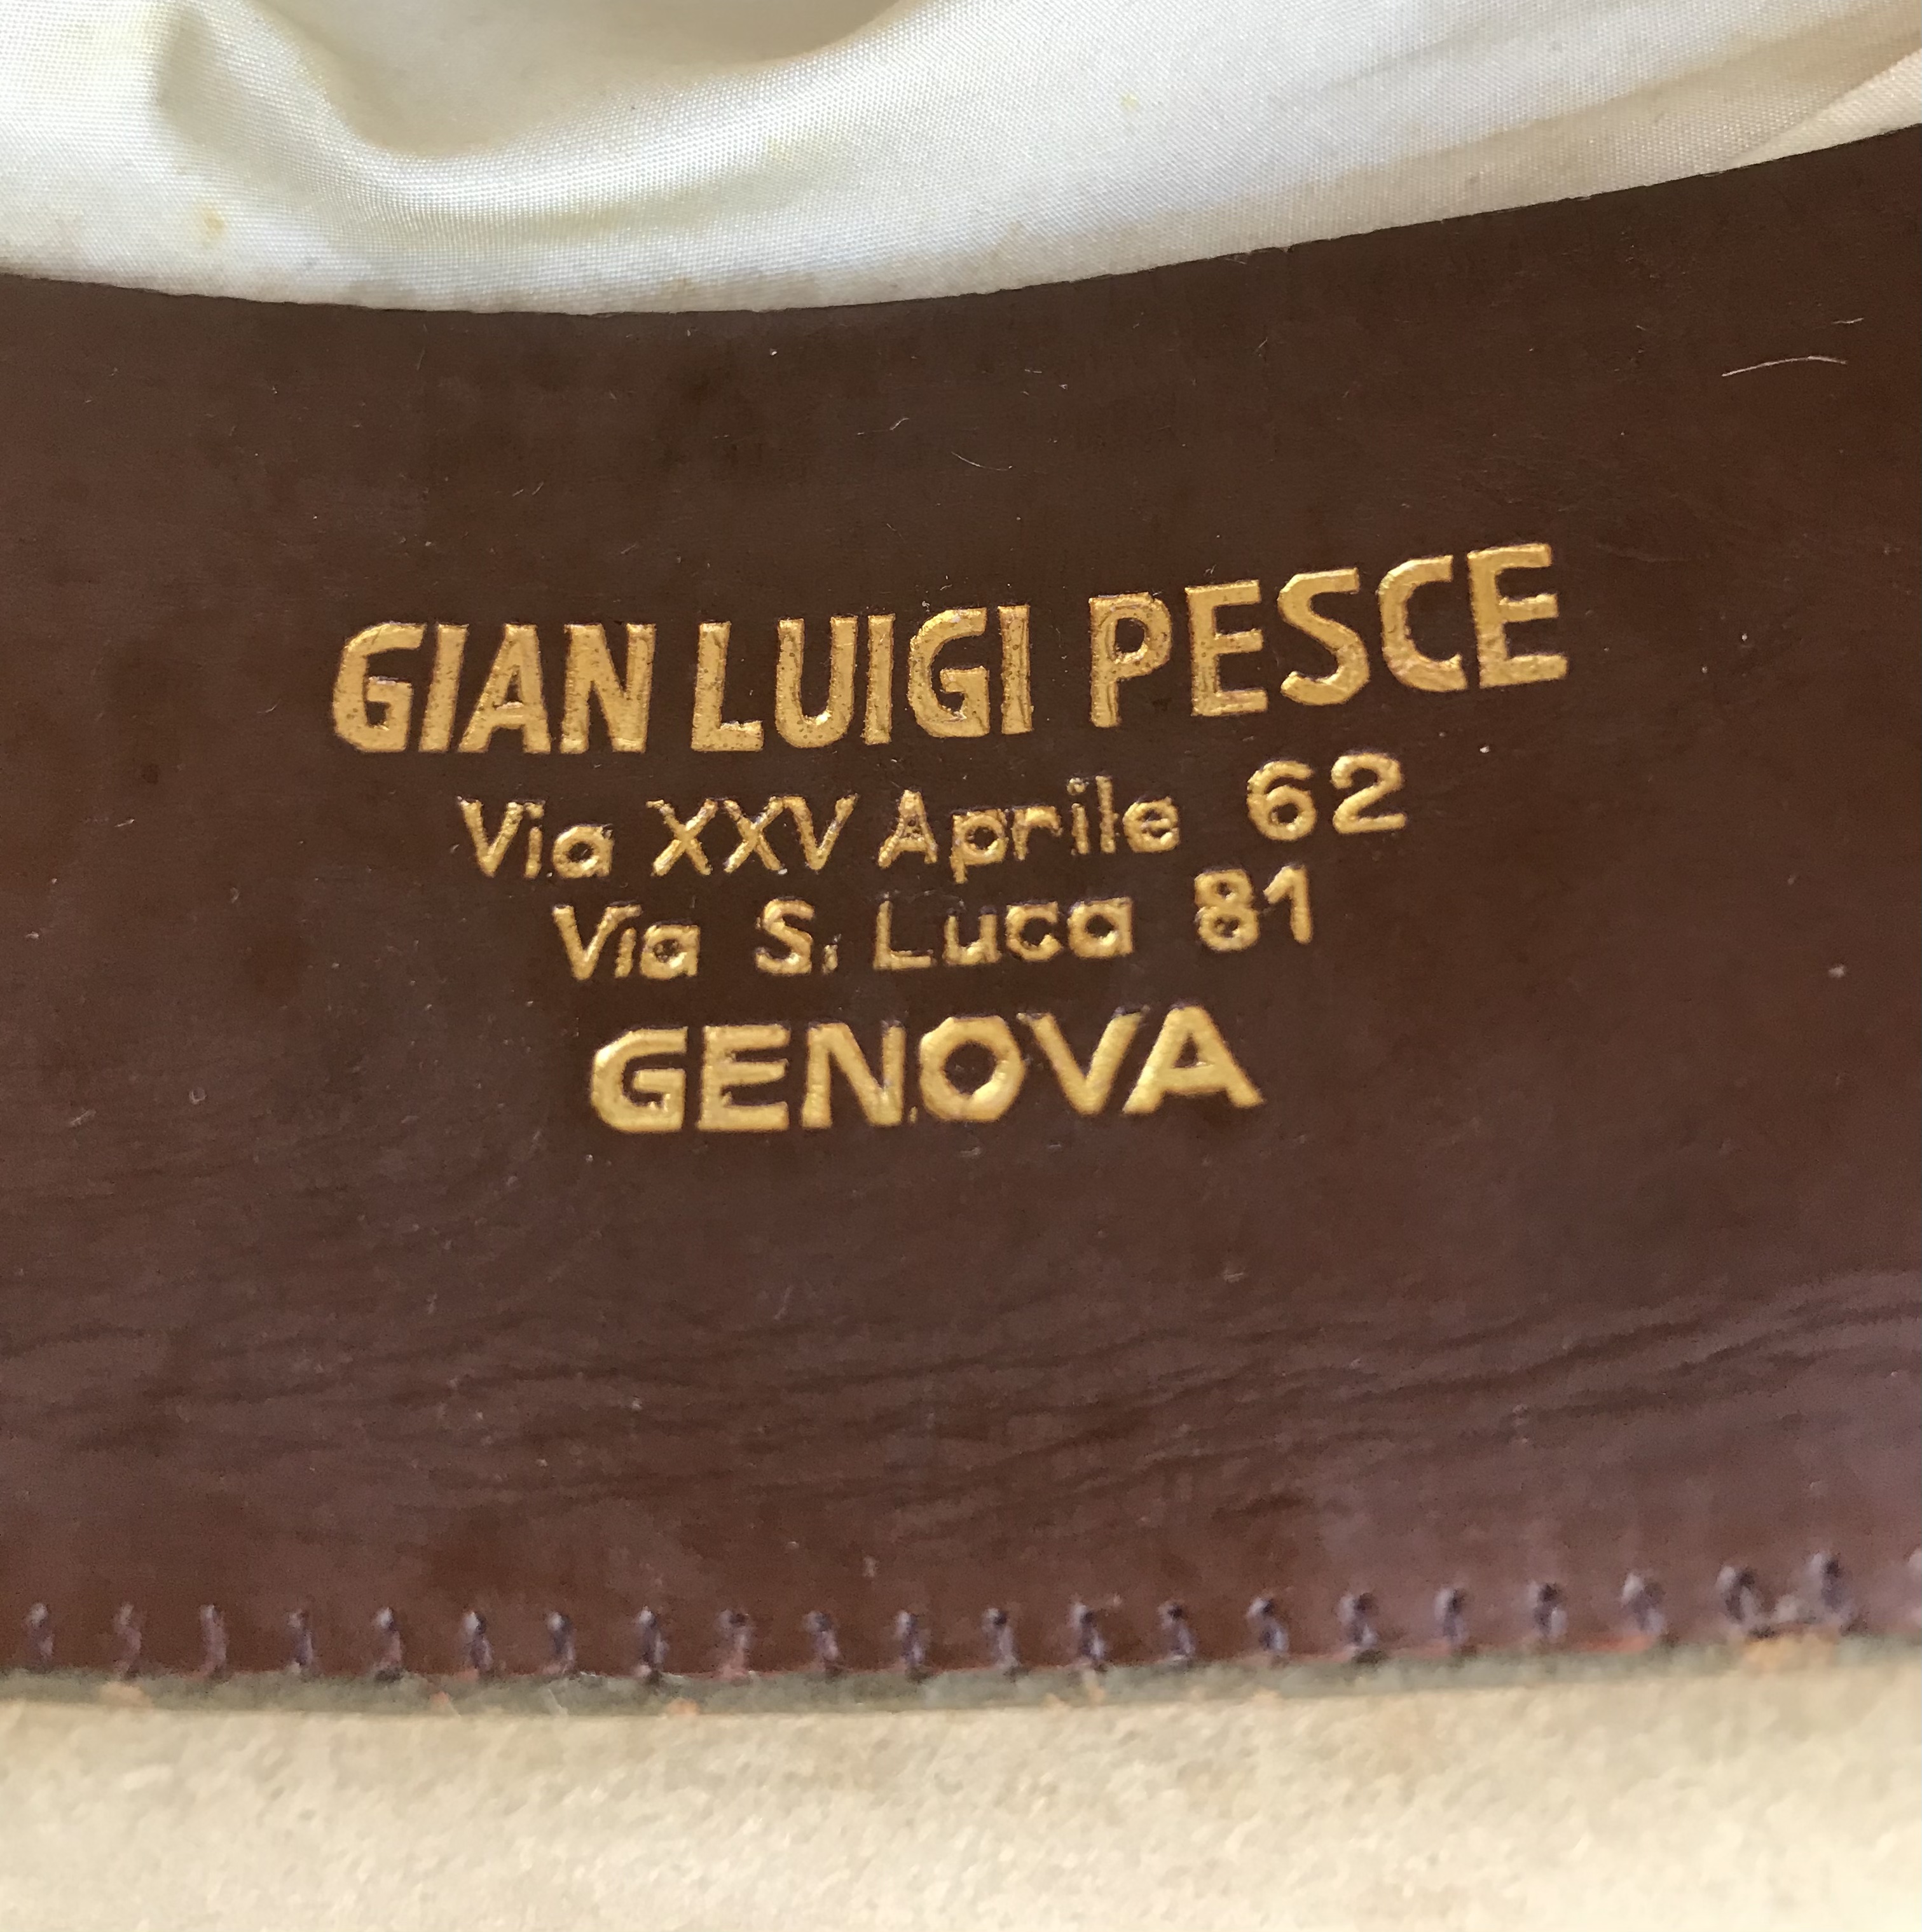 GIAN LUIGI PESCE
Via XXV Aprile 62
Via S. Luca 81
GENOVA